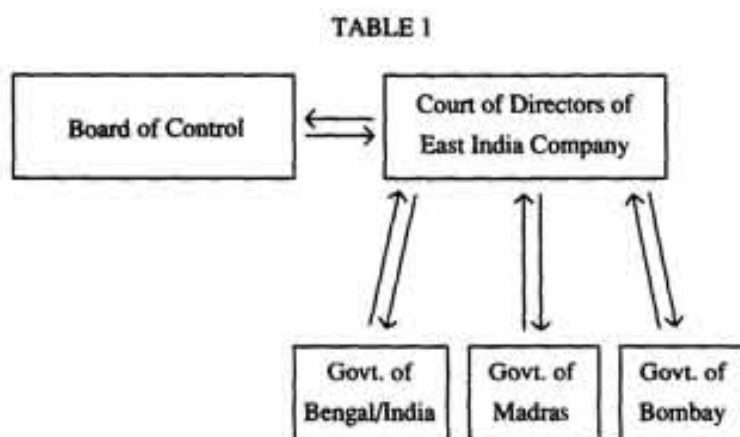 TABLE 1
Board of Control
Court of Directors of
East India Company
Govt. of
Bengal/India
Govt. of
Madras
Govt. of
Bombay